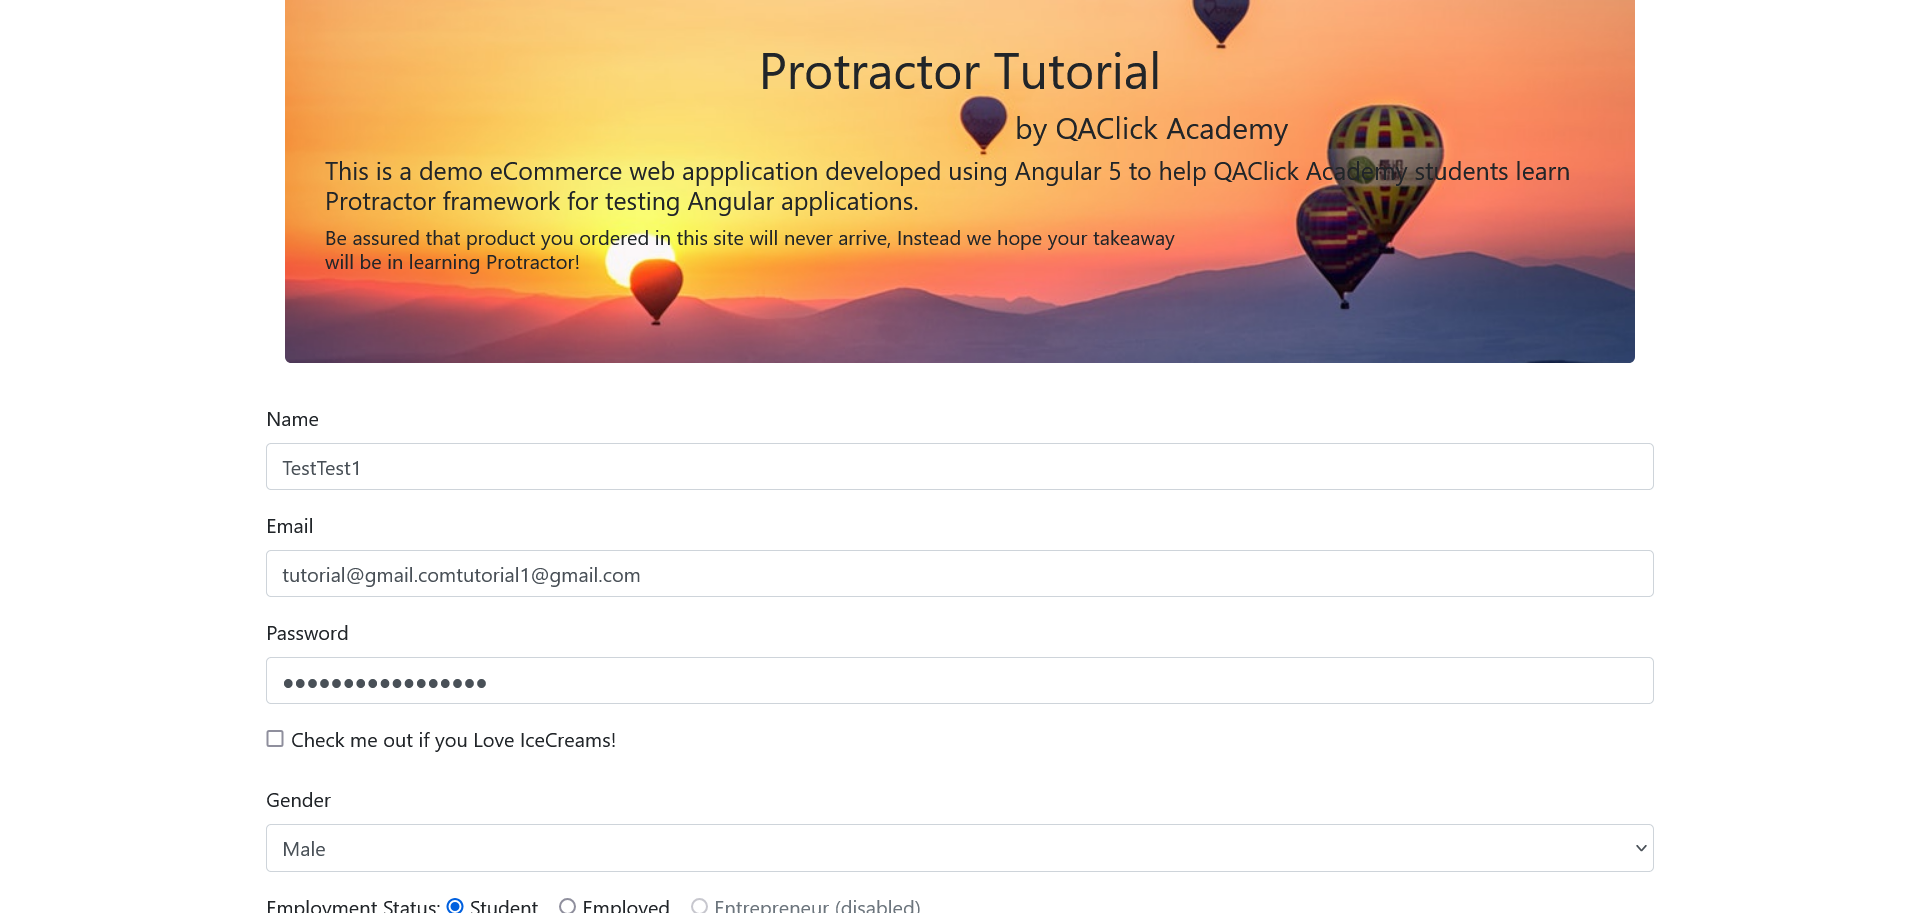 Protractor Tutorial
by QAClick Academy
This is a demo eCommerce web appplication developed using Angular 5 to help QAClick Academy students learn
Protractor framework for testing Angular applications.
Be assured that product you ordered in this site will never arrive, Instead we hope your takeaway
will be in learning Protractor!
Name
TestTest1
Email
tutorial@gmail.comtutorial1@gmail.com
Password
Check me out if you Love IceCreams!
Gender
Male
Employment Status: Student Employed Entrepreneur (disabled)